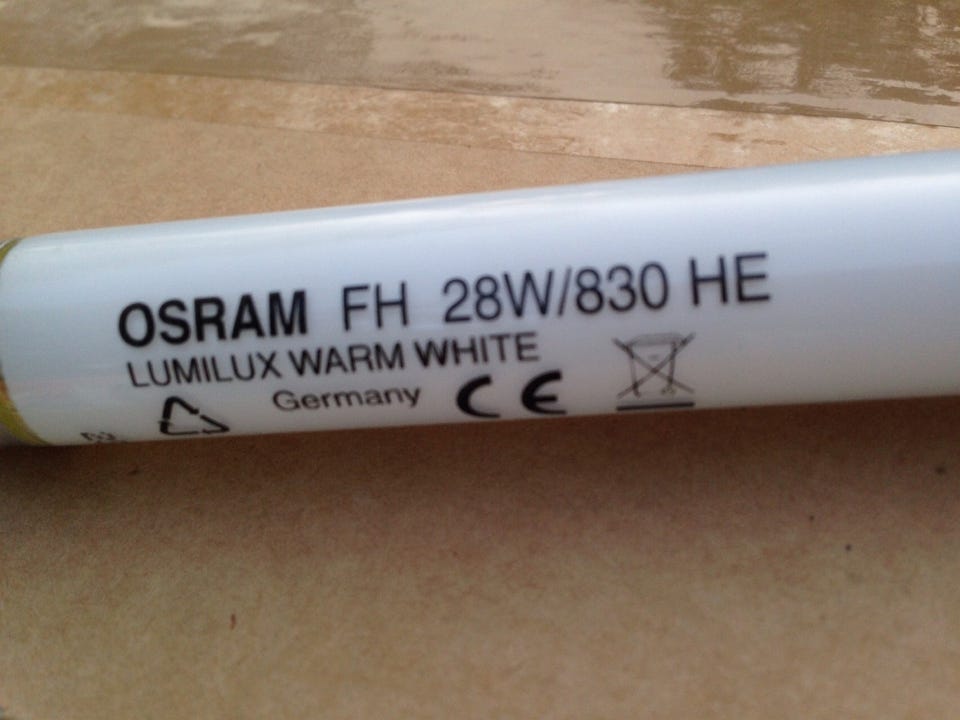 OSRAM FH 28W/830 HE
LUMILUX WARM WHITE
Germany CE